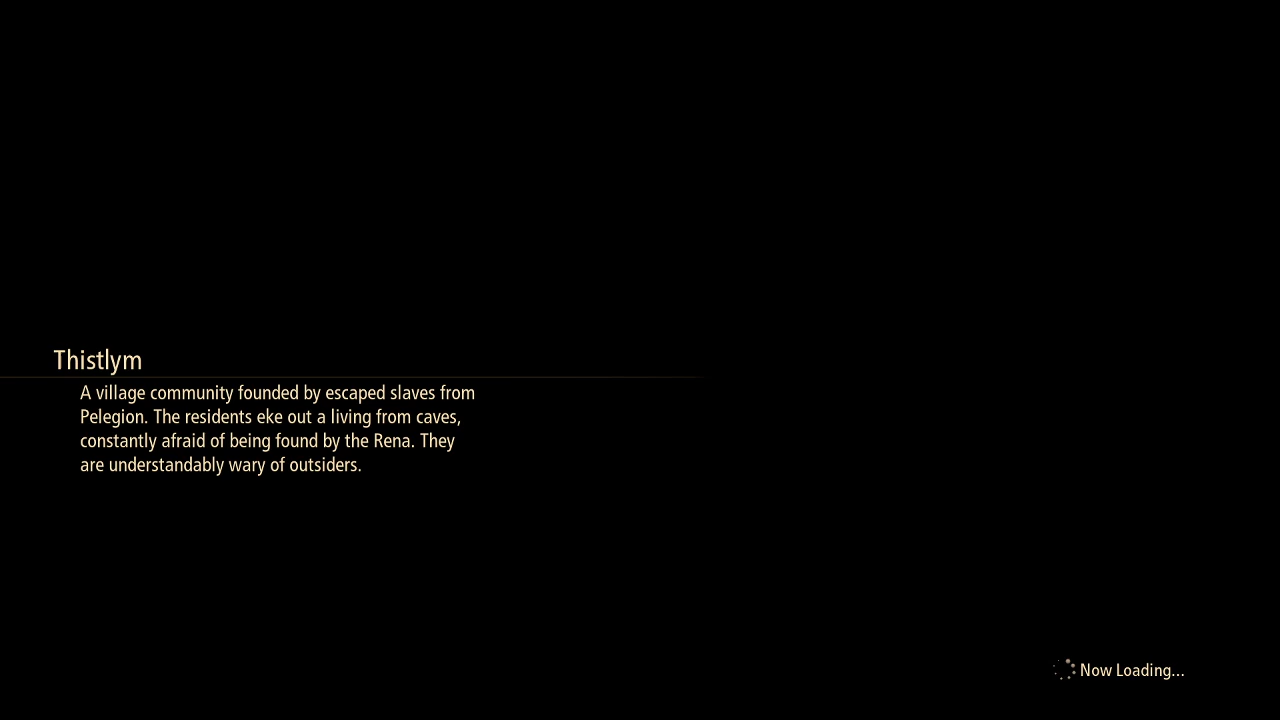 Thistlym
A village community founded by escaped slaves from
Pelegion. The residents eke out a living from caves,
constantly afraid of being found by the Rena. They
are understandably wary of outsiders.
Now Loading...